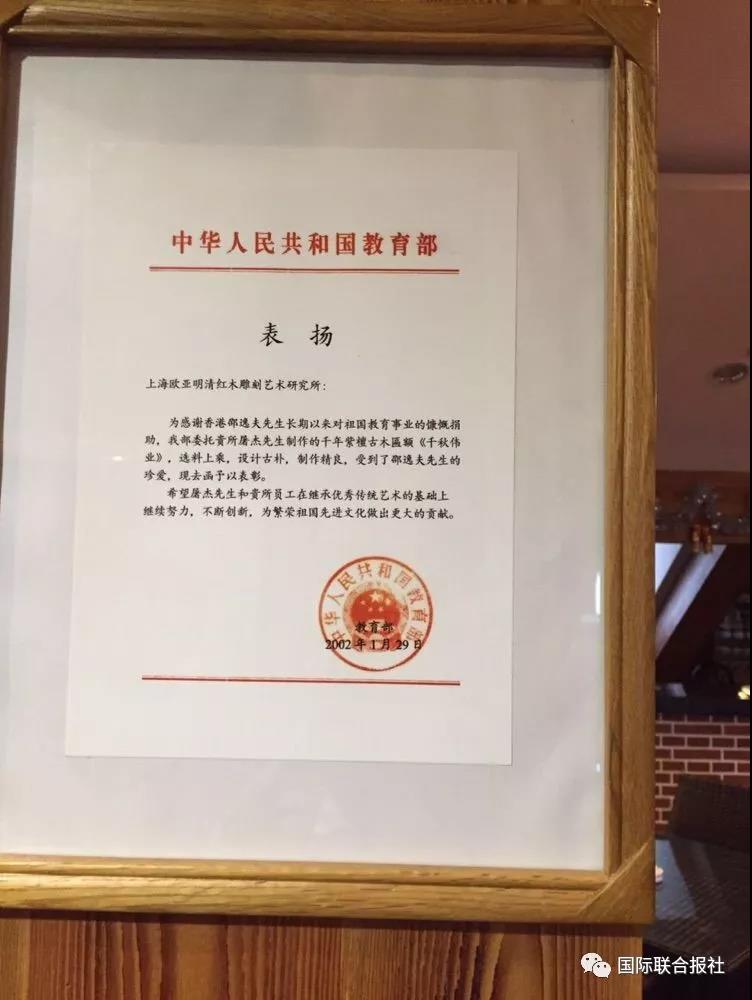 中华人民共和国教育部
表 扬
上海欧亚明清红木雕刻艺术研究所：
为感谢香港邵逸夫先生长期以来对祖国教育事业的慷慨捐
助，我部委托贵所屠杰先生制作的千年紫檀古木匾额《千秋伟
业》，选料上乘，设计古朴，制作精良，受到了邵逸夫先生的
珍爱，现去函予以表彰。
希望屠杰先生和贵所员工在继承优秀传统艺术的基础上
继续努力，不断创新，为繁荣祖国先进文化做出更大的贡献。
中华人民共和国教育部
教育部
2002年1月29日
国际联合报社